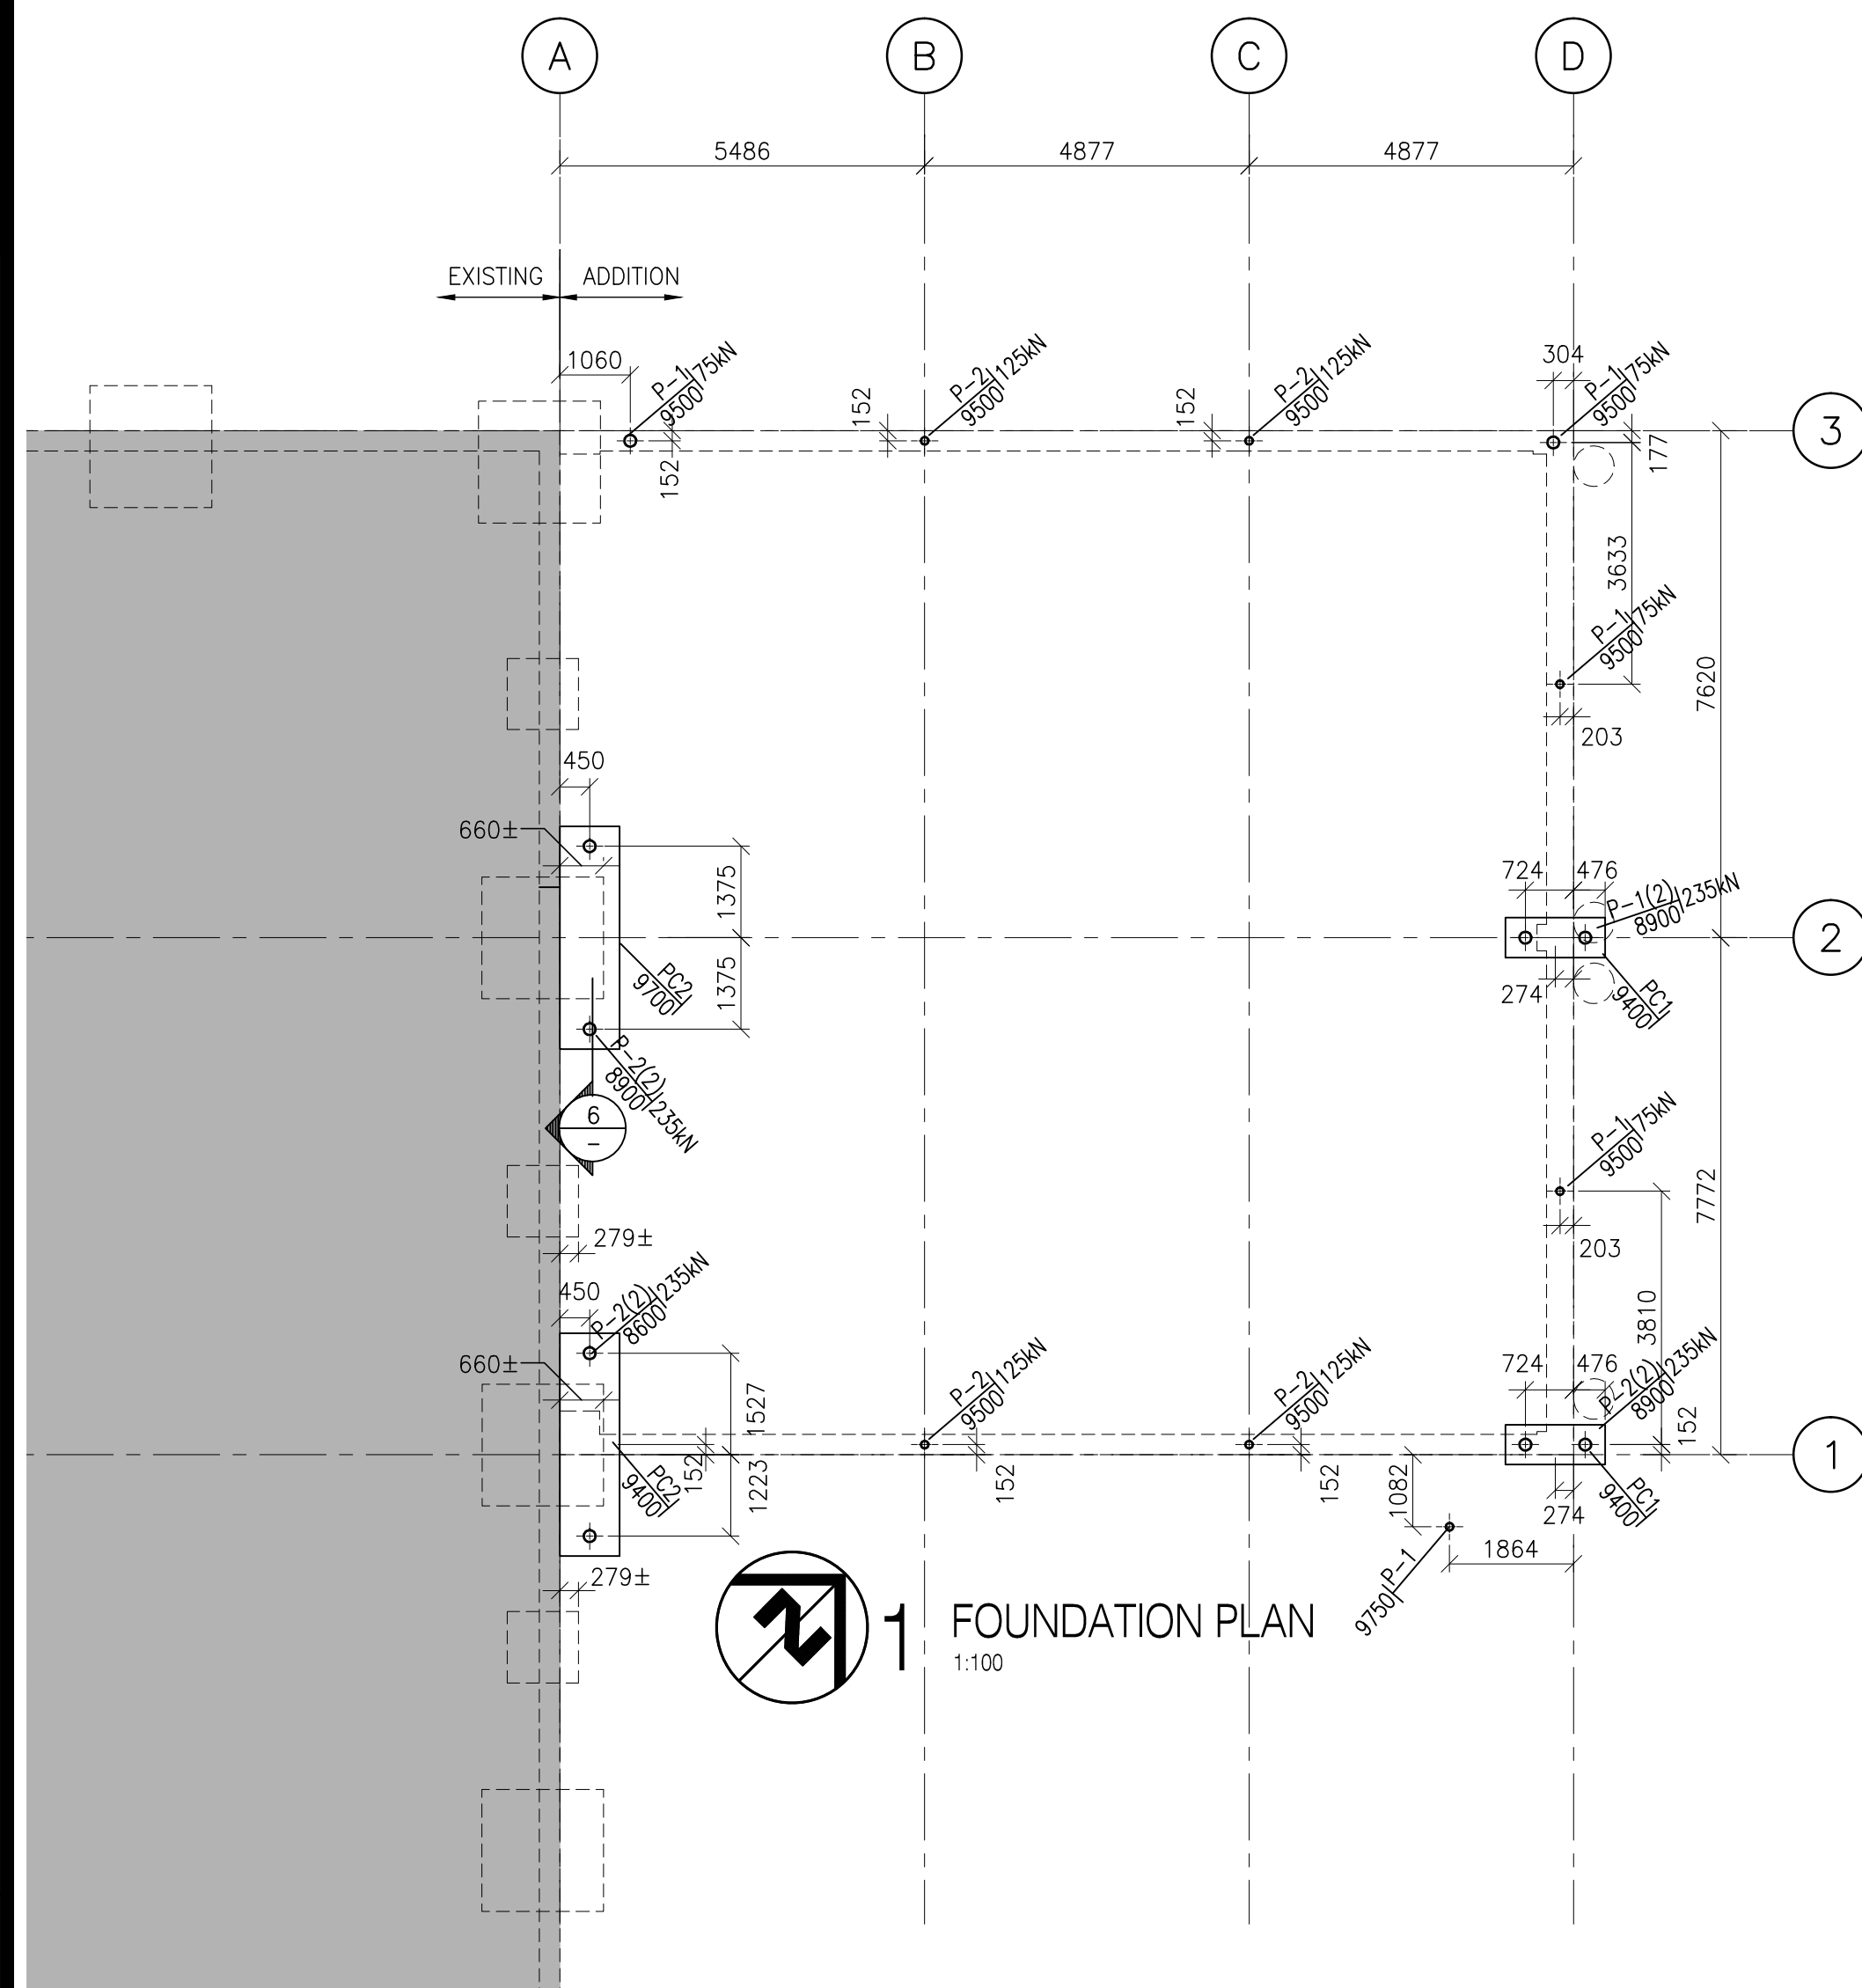 A
B
C
D
5486
4877
4877
EXISTING
ADDITION
1060
P-1 75kN
9500
152
152
P-2 125kN
9500
152
P-2 125kN
9500
304
P-1 75kN
9500
3
177
3633
P-1 75kN
9500
7620
203
450
660±
1375
1375
PC2
9700
P-2(2) 235kN
8900
724
476
P-1(2) 235kN
8900
2
274
PC1
9400
6
-
P-1 75kN
9500
7772
203
279±
450
P-2(2) 235kN
8600
660±
1527
152
1223
PC2
9400
P-2 125kN
9500
152
P-2 125kN
9500
152
3810
724
476
P-2(2) 235kN
8900
152
1
1082
274
PC1
9400
1864
P-1
9750
279±
1 FOUNDATION PLAN
1:100